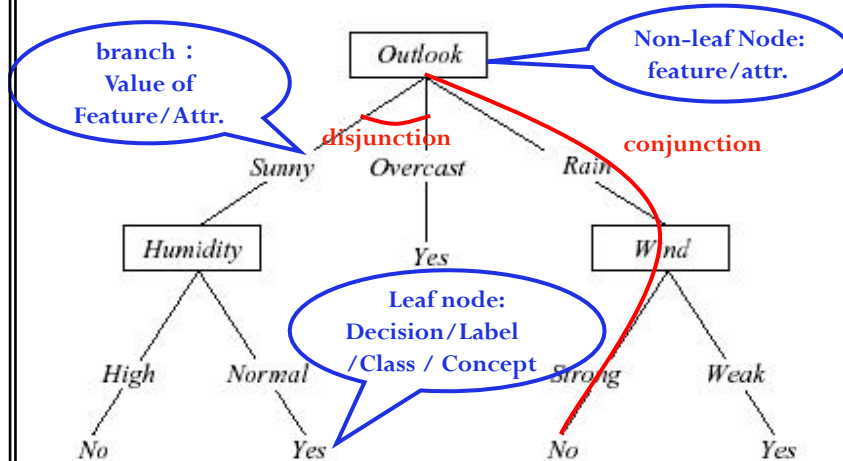 branch：
Value of
Feature/Attr.
Outlook
Non-leaf Node:
feature/attr.
disjunction
conjunction
Sunny
Overcast
Rain
Humidity
Yes
Wind
Leaf node:
Decision/Label
/Class / Concept
High
Normal
Strong
Weak
No
Yes
No
Yes